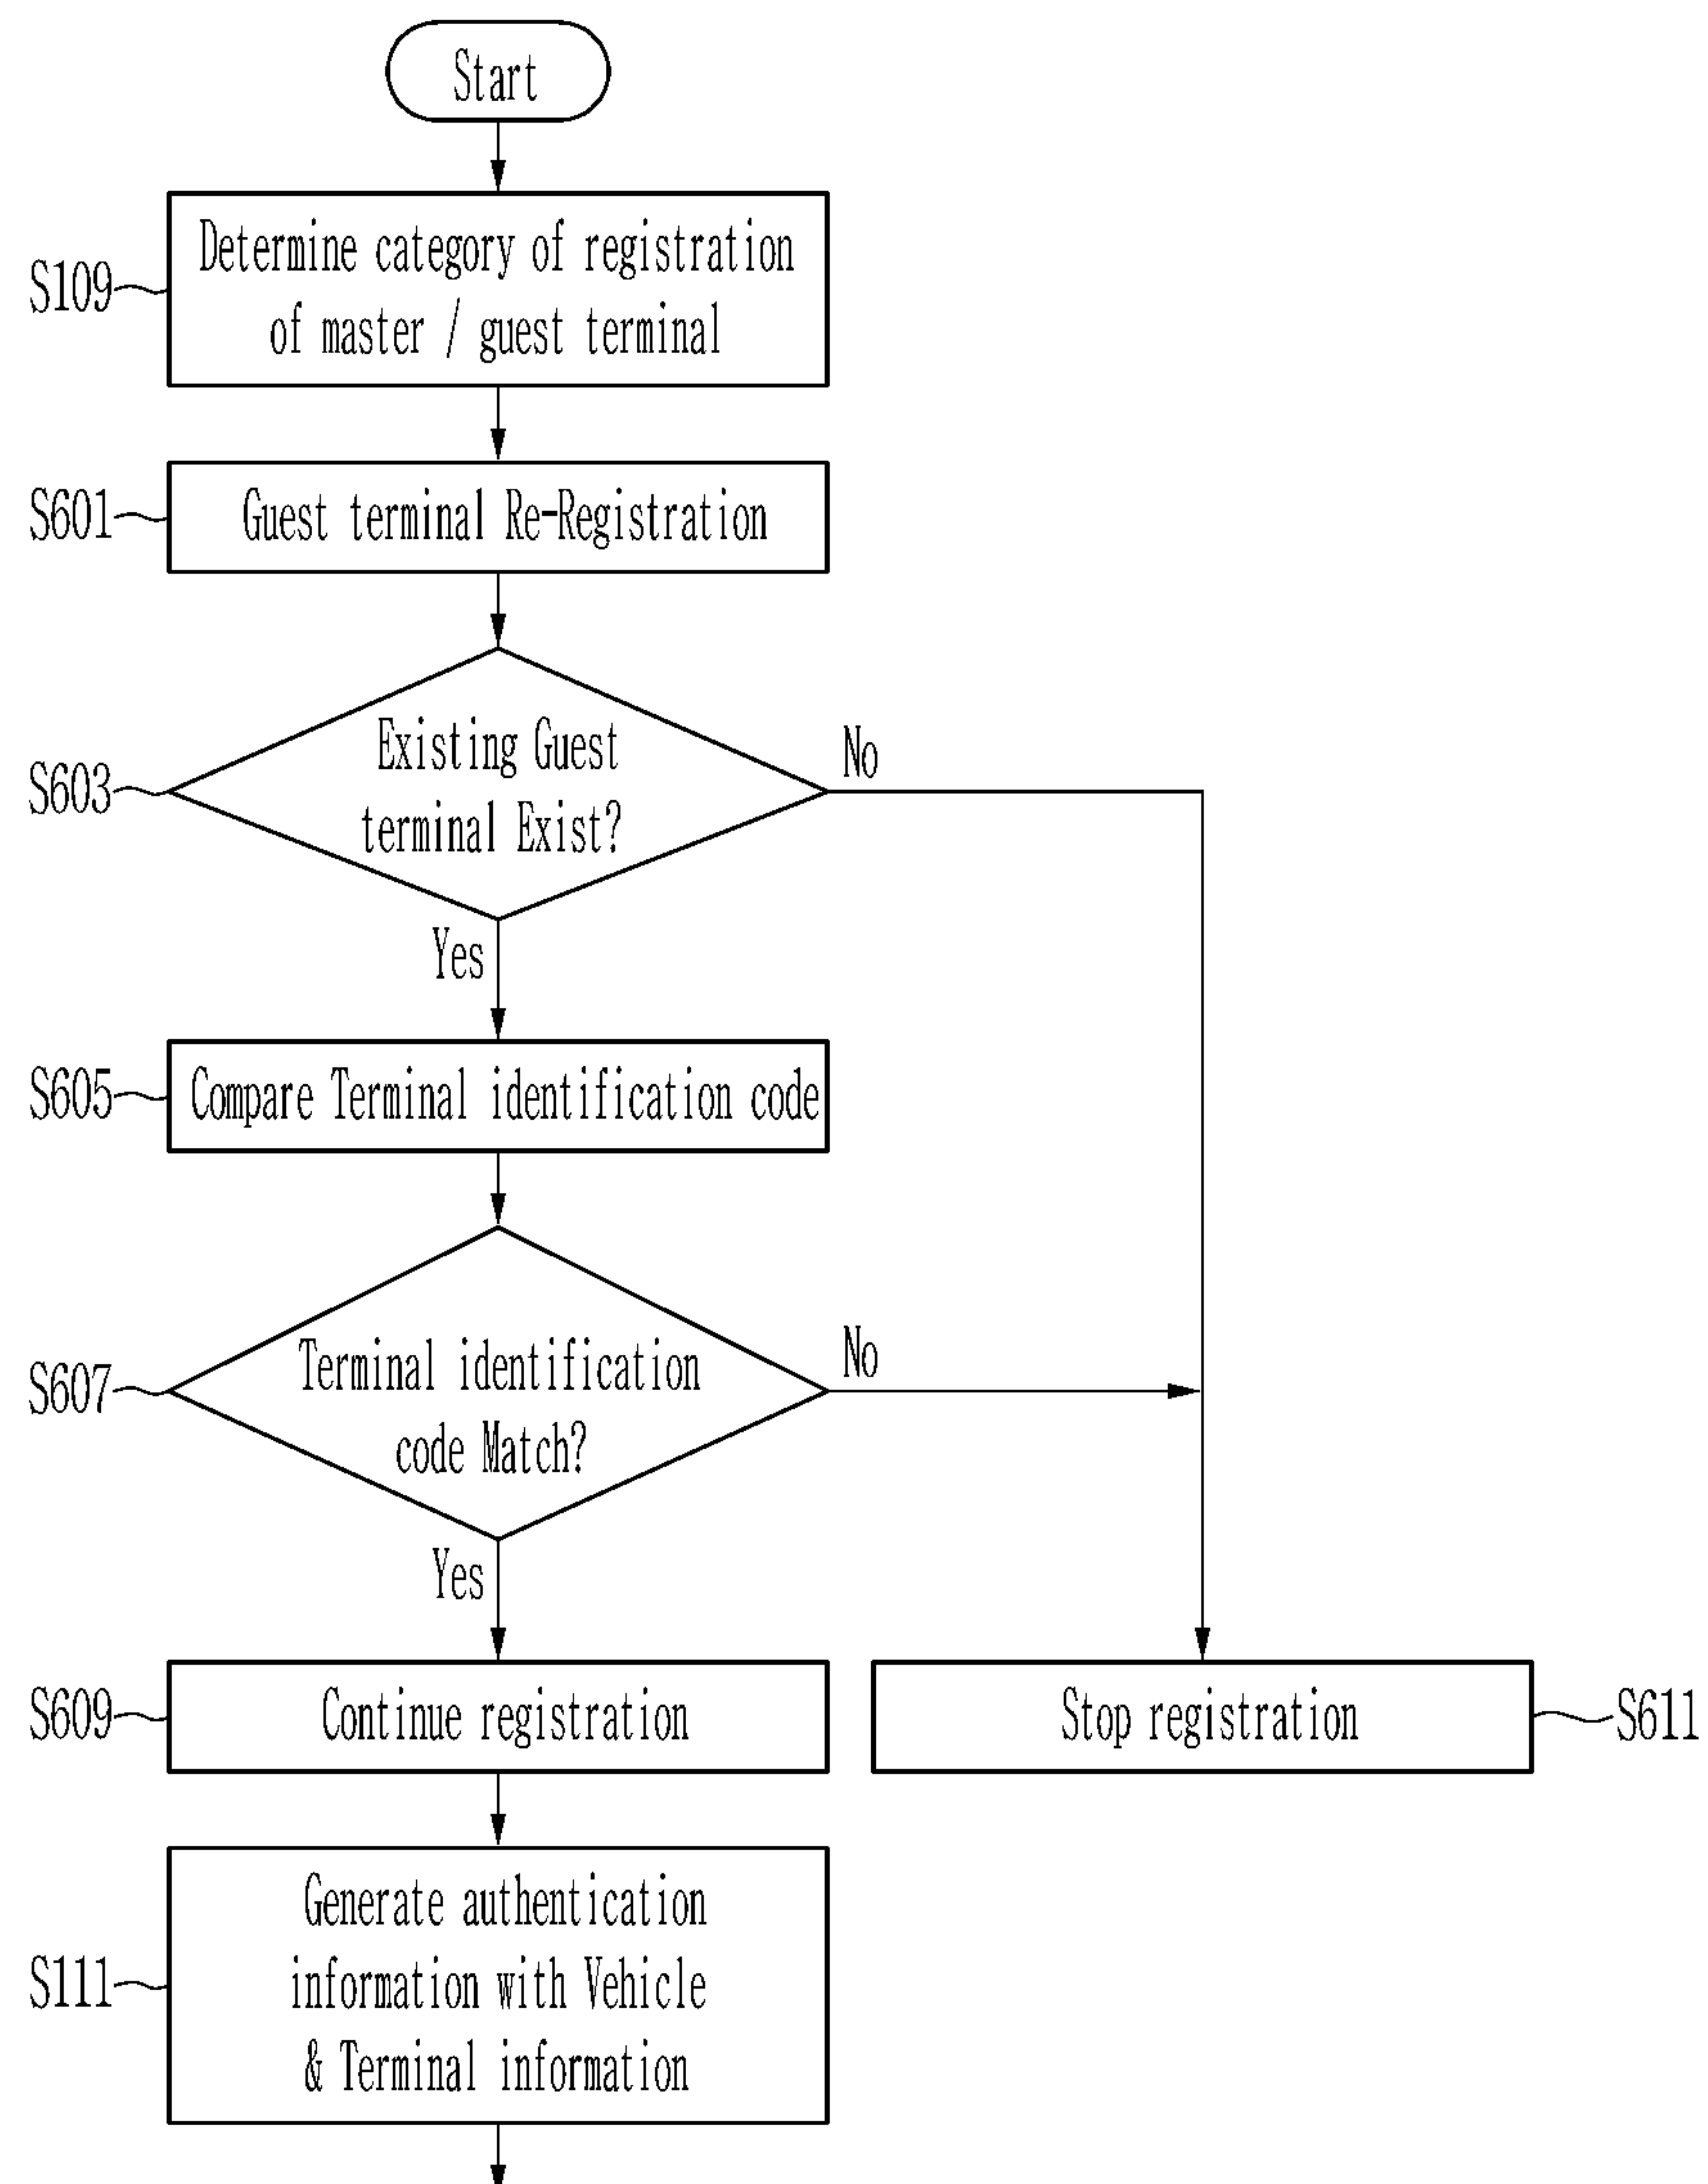 Start
S109
Determine category of registration
of master / guest terminal
S601
Guest terminal Re-Registration
S603
Existing Guest
terminal Exist?
No
Yes
S605
Compare Terminal identification code
S607
Terminal identification
code Match?
No
Yes
S609
Continue registration
Stop registration
S611
S111
Generate authentication
information with Vehicle
& Terminal information